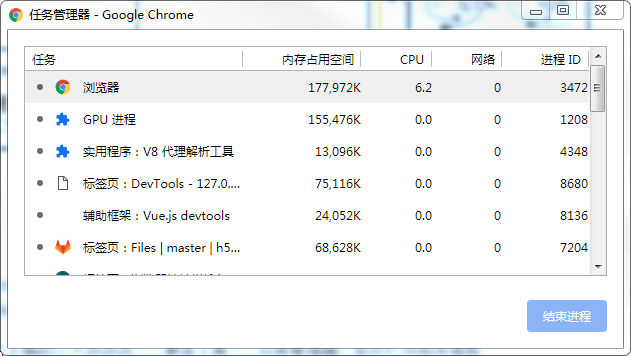 任务管理器 - Google Chrome
任务 内存占用空间 CPU 网络 进程 ID
浏览器 177,972K 6.2 0 3472
GPU 进程 155,476K 0.0 0 1208
实用程序：V8 代理解析工具 13,096K 0.0 0 4348
标签页：DevTools - 127.0.... 75,116K 0.0 0 8680
辅助框架：Vue.js devtools 24,052K 0.0 0 8136
标签页：Files | master | h5... 68,628K 0.0 0 7204
结束进程